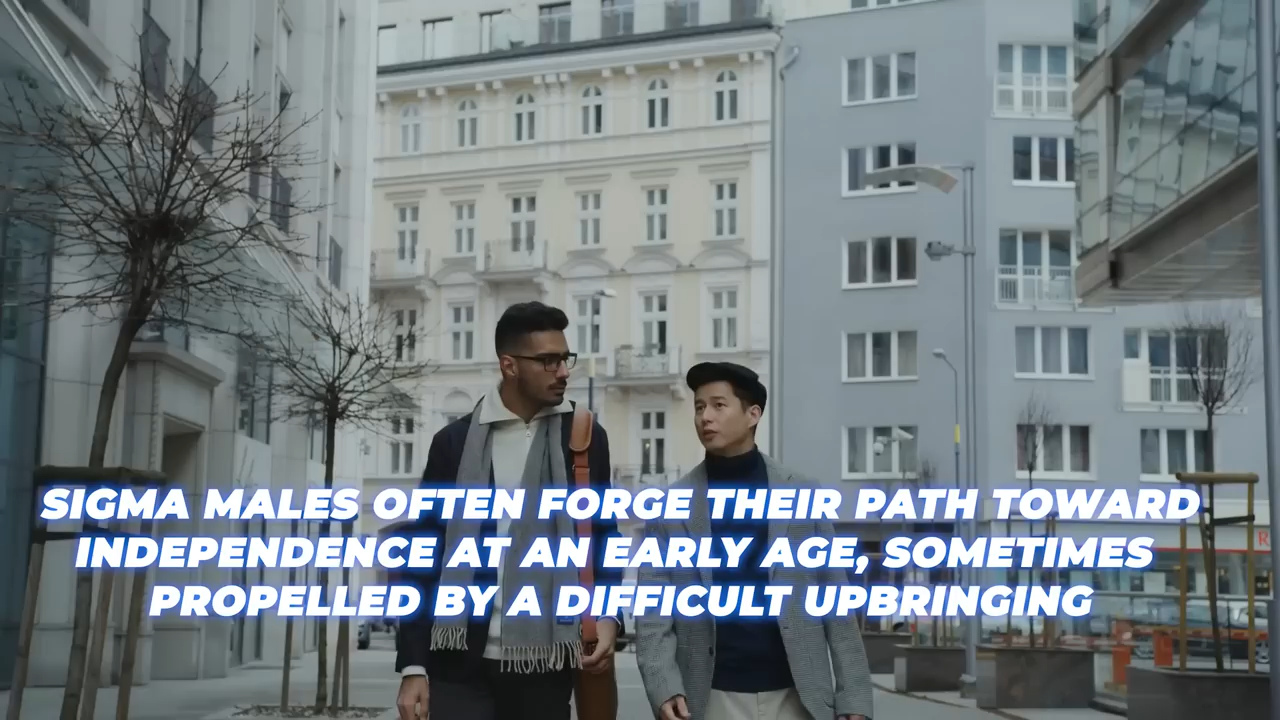 SIGMA MALES OFTEN FORGE THEIR PATH TOWARD
INDEPENDENCE AT AN EARLY AGE, SOMETIMES
PROPELLED BY A DIFFICULT UPBRINGING